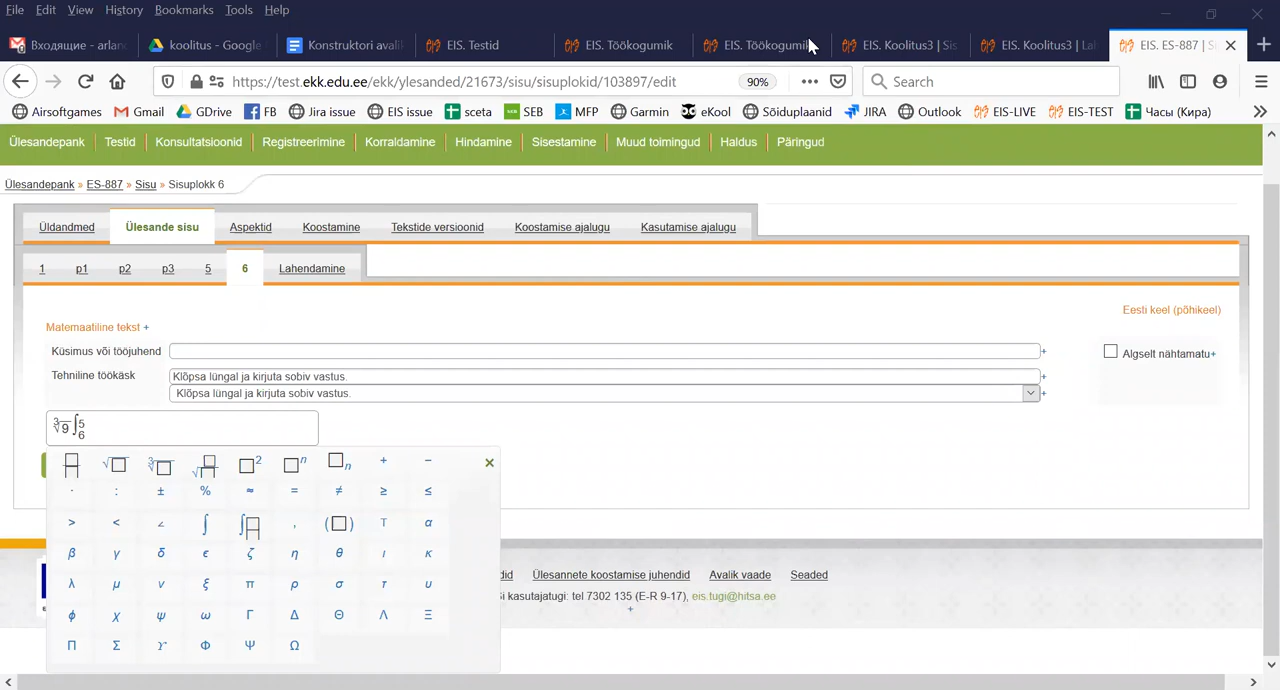 File Edit View History Bookmarks Tools Help
Входящие - arlan koolitus - Google Konstruktori avali EIS. Testid EIS. Töökogumik EIS. Töökogumik EIS. Koolitus3 | Sis EIS. Koolitus3 | Lal EIS. ES-887 | S
https://test.ekk.edu.ee/ekk/ylesanded/21673/sisu/sisuplokid/103897/edit 90% Search
Airsoftgames Gmail GDrive FB Jira issue EIS issue sceta SEB MFP Garmin eKool Sõiduplaanid JIRA Outlook EIS-LIVE EIS-TEST Часы (Кира)
Ülesandepank Testid Konsultatsioonid Registreerimine Korraldamine Hindamine Sisestamine Muud toimingud Haldus Päringud
Ülesandepank » ES-887 » Sisu » Sisuplokk 6
Üldandmed Ülesande sisu Aspektid Koostamine Tekstide versioonid Koostamise ajalugu Kasutamise ajalugu
1 p1 p2 p3 5 6 Lahendamine
Eesti keel (põhikeel)
Matemaatiline tekst +
Küsimus või tööjuhend +
Algselt nähtamatu+
Tehniline töökäsk Klõpsa lüngal ja kirjuta sobiv vastus. +
Klõpsa lüngal ja kirjuta sobiv vastus. +
∛9 ∫ 5 6
√□ ∛□ □² □ⁿ □ₙ + −
· : ± % ≈ = ≠ ≥ ≤
> < ∠ ∫ ∫ , (□) T α
β γ δ ϵ ζ η θ ι κ
λ μ ν ξ π ρ σ τ υ
ϕ χ ψ ω Γ Δ Θ Λ Ξ
Π Σ ϒ Φ Ψ Ω
Ülesannete koostamise juhendid Avalik vaade Seaded
kasutajatugi: tel 7302 135 (E-R 9-17), eis.tugi@hitsa.ee
+